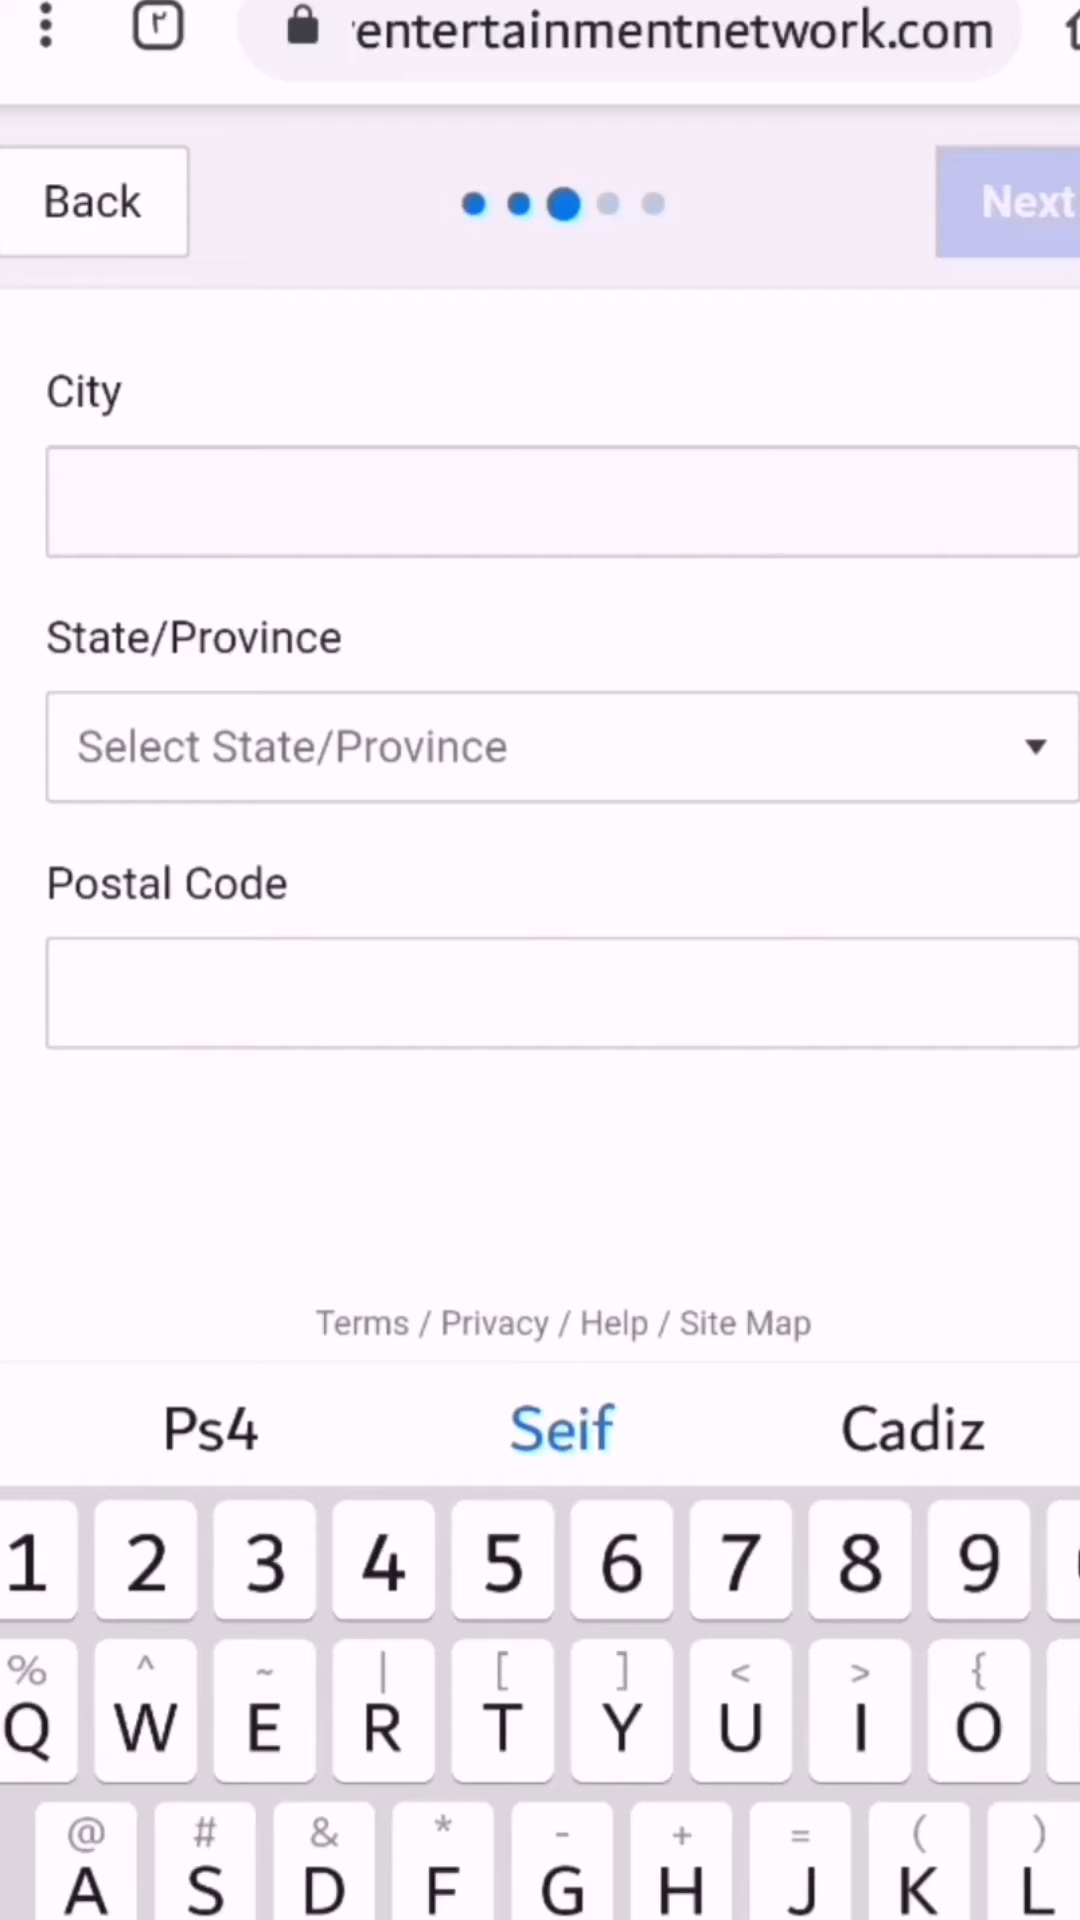 ٢
entertainmentnetwork.com
Back
Next
City
State/Province
Select State/Province
Postal Code
Terms / Privacy / Help / Site Map
Ps4 Seif Cadiz
1 2 3 4 5 6 7 8 9
% ^ ~ | [ ] < > {
Q W E R T Y U I O
@ # & * - + = ( )
A S D F G H J K L